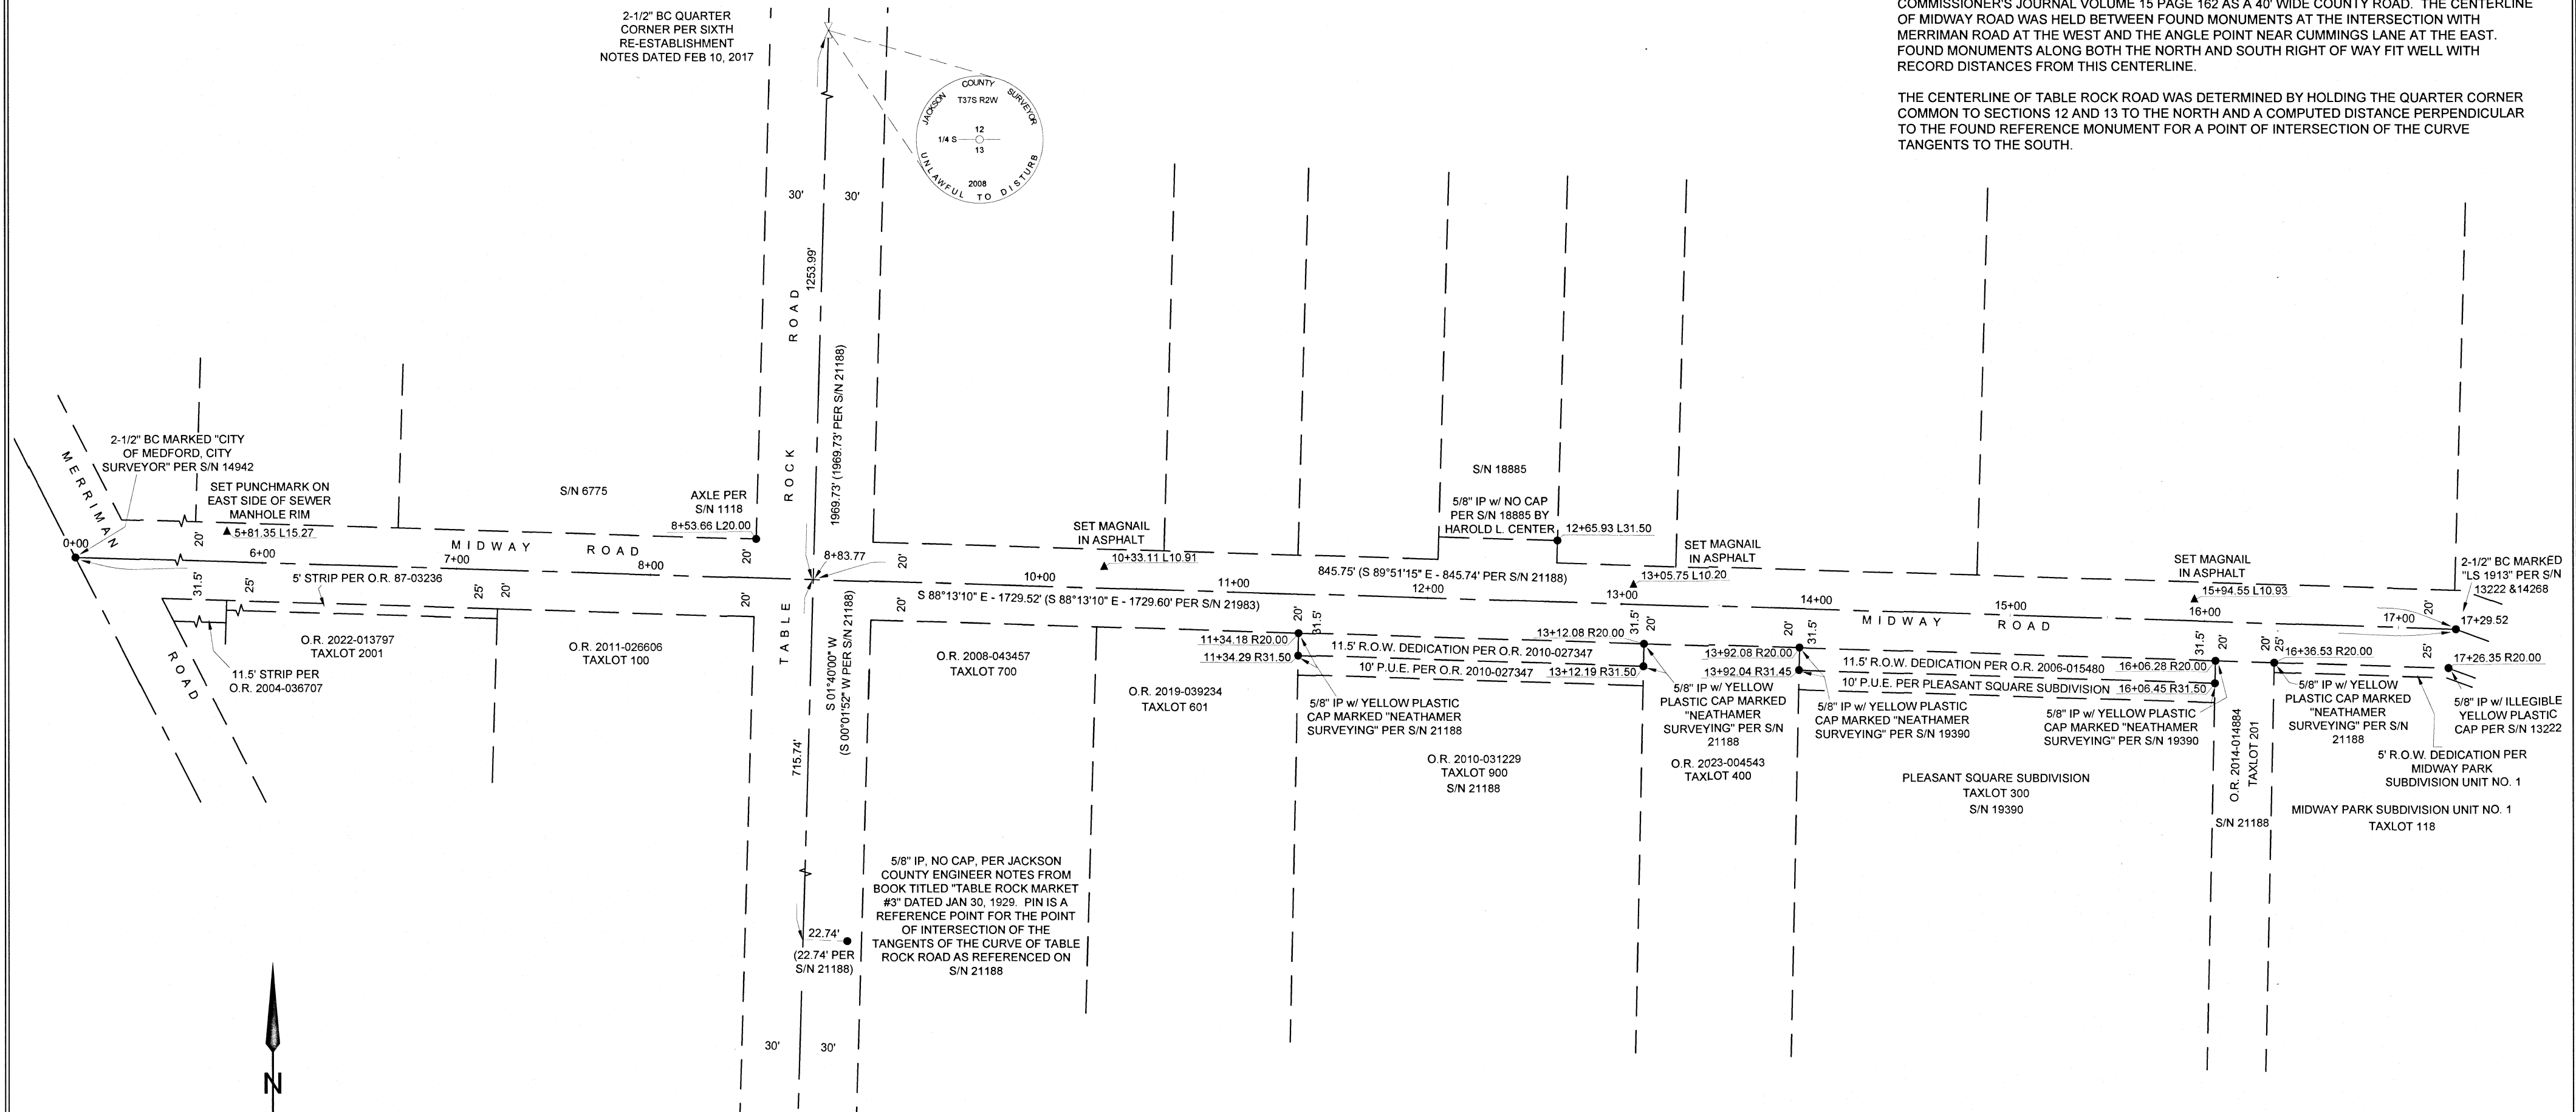 COMMISSIONER'S JOURNAL VOLUME 15 PAGE 162 AS A 40' WIDE COUNTY ROAD. THE CENTERLINE
OF MIDWAY ROAD WAS HELD BETWEEN FOUND MONUMENTS AT THE INTERSECTION WITH
MERRIMAN ROAD AT THE WEST AND THE ANGLE POINT NEAR CUMMINGS LANE AT THE EAST.
FOUND MONUMENTS ALONG BOTH THE NORTH AND SOUTH RIGHT OF WAY FIT WELL WITH
RECORD DISTANCES FROM THIS CENTERLINE.
THE CENTERLINE OF TABLE ROCK ROAD WAS DETERMINED BY HOLDING THE QUARTER CORNER
COMMON TO SECTIONS 12 AND 13 TO THE NORTH AND A COMPUTED DISTANCE PERPENDICULAR
TO THE FOUND REFERENCE MONUMENT FOR A POINT OF INTERSECTION OF THE CURVE
TANGENTS TO THE SOUTH.
2-1/2" BC QUARTER
CORNER PER SIXTH
RE-ESTABLISHMENT
NOTES DATED FEB 10, 2017
JACKSON COUNTY SURVEYOR
T37S R2W
12
1/4 S
13
2008
UNLAWFUL TO DISTURB
30'
30'
1253.99'
TABLE ROCK ROAD
1969.73' (1969.73' PER S/N 21188)
2-1/2" BC MARKED "CITY
OF MEDFORD, CITY
SURVEYOR" PER S/N 14942
MERRIMAN ROAD
SET PUNCHMARK ON
EAST SIDE OF SEWER
MANHOLE RIM
5+81.35 L15.27
S/N 6775
AXLE PER
S/N 1118
8+53.66 L20.00
0+00
20'
6+00
MIDWAY ROAD
7+00
8+00
20'
8+83.77
20'
SET MAGNAIL
IN ASPHALT
10+33.11 L10.91
S/N 18885
5/8" IP w/ NO CAP
PER S/N 18885 BY
HAROLD L. CENTER
12+65.93 L31.50
SET MAGNAIL
IN ASPHALT
13+05.75 L10.20
SET MAGNAIL
IN ASPHALT
15+94.55 L10.93
2-1/2" BC MARKED
"LS 1913" PER S/N
13222 &14268
20'
17+29.52
10+00
11+00
12+00
13+00
14+00
15+00
16+00
17+00
MIDWAY ROAD
845.75' (S 89°51'15" E - 845.74' PER S/N 21188)
S 88°13'10" E - 1729.52' (S 88°13'10" E - 1729.60' PER S/N 21983)
31.5'
25'
5' STRIP PER O.R. 87-03236
25'
20'
20'
20'
O.R. 2022-013797
TAXLOT 2001
11.5' STRIP PER
O.R. 2004-036707
O.R. 2011-026606
TAXLOT 100
S 01°40'00" W
(S 00°01'52" W PER S/N 21188)
715.74'
O.R. 2008-043457
TAXLOT 700
O.R. 2019-039234
TAXLOT 601
20'
31.5'
11+34.18 R20.00
11+34.29 R31.50
11.5' R.O.W. DEDICATION PER O.R. 2010-027347
10' P.U.E. PER O.R. 2010-027347
13+12.08 R20.00
13+12.19 R31.50
31.5'
20'
5/8" IP w/ YELLOW PLASTIC
CAP MARKED "NEATHAMER
SURVEYING" PER S/N 21188
O.R. 2010-031229
TAXLOT 900
S/N 21188
5/8" IP w/ YELLOW
PLASTIC CAP MARKED
"NEATHAMER
SURVEYING" PER S/N
21188
O.R. 2023-004543
TAXLOT 400
20'
31.5'
13+92.08 R20.00
13+92.04 R31.45
11.5' R.O.W. DEDICATION PER O.R. 2006-015480
10' P.U.E. PER PLEASANT SQUARE SUBDIVISION
16+06.28 R20.00
16+06.45 R31.50
31.5'
20'
5/8" IP w/ YELLOW PLASTIC
CAP MARKED "NEATHAMER
SURVEYING" PER S/N 19390
5/8" IP w/ YELLOW PLASTIC
CAP MARKED "NEATHAMER
SURVEYING" PER S/N 19390
PLEASANT SQUARE SUBDIVISION
TAXLOT 300
S/N 19390
O.R. 2014-014884
TAXLOT 201
S/N 21188
20'
25'
16+36.53 R20.00
25'
17+26.35 R20.00
5/8" IP w/ YELLOW
PLASTIC CAP MARKED
"NEATHAMER
SURVEYING" PER S/N
21188
5/8" IP w/ ILLEGIBLE
YELLOW PLASTIC
CAP PER S/N 13222
5' R.O.W. DEDICATION PER
MIDWAY PARK
SUBDIVISION UNIT NO. 1
MIDWAY PARK SUBDIVISION UNIT NO. 1
TAXLOT 118
5/8" IP, NO CAP, PER JACKSON
COUNTY ENGINEER NOTES FROM
BOOK TITLED "TABLE ROCK MARKET
#3" DATED JAN 30, 1929. PIN IS A
REFERENCE POINT FOR THE POINT
OF INTERSECTION OF THE
TANGENTS OF THE CURVE OF TABLE
ROCK ROAD AS REFERENCED ON
S/N 21188
22.74'
(22.74' PER
S/N 21188)
30'
30'
N